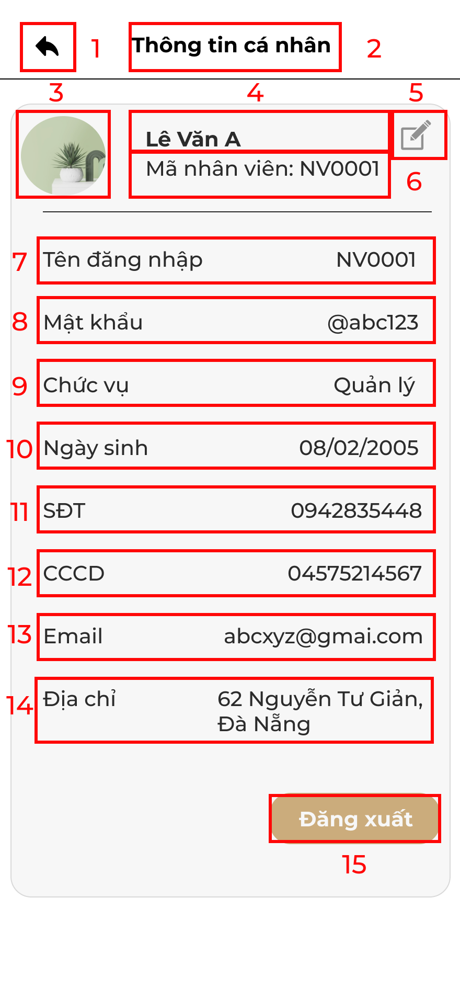 1 Thông tin cá nhân 2
3 4 5
Lê Văn A
Mã nhân viên: NV0001
6
7 Tên đăng nhập NV0001
8 Mật khẩu @abc123
9 Chức vụ Quản lý
10 Ngày sinh 08/02/2005
11 SĐT 0942835448
12 CCCD 04575214567
13 Email abcxyz@gmai.com
14 Địa chỉ 62 Nguyễn Tư Giản,
Đà Nẵng
Đăng xuất
15